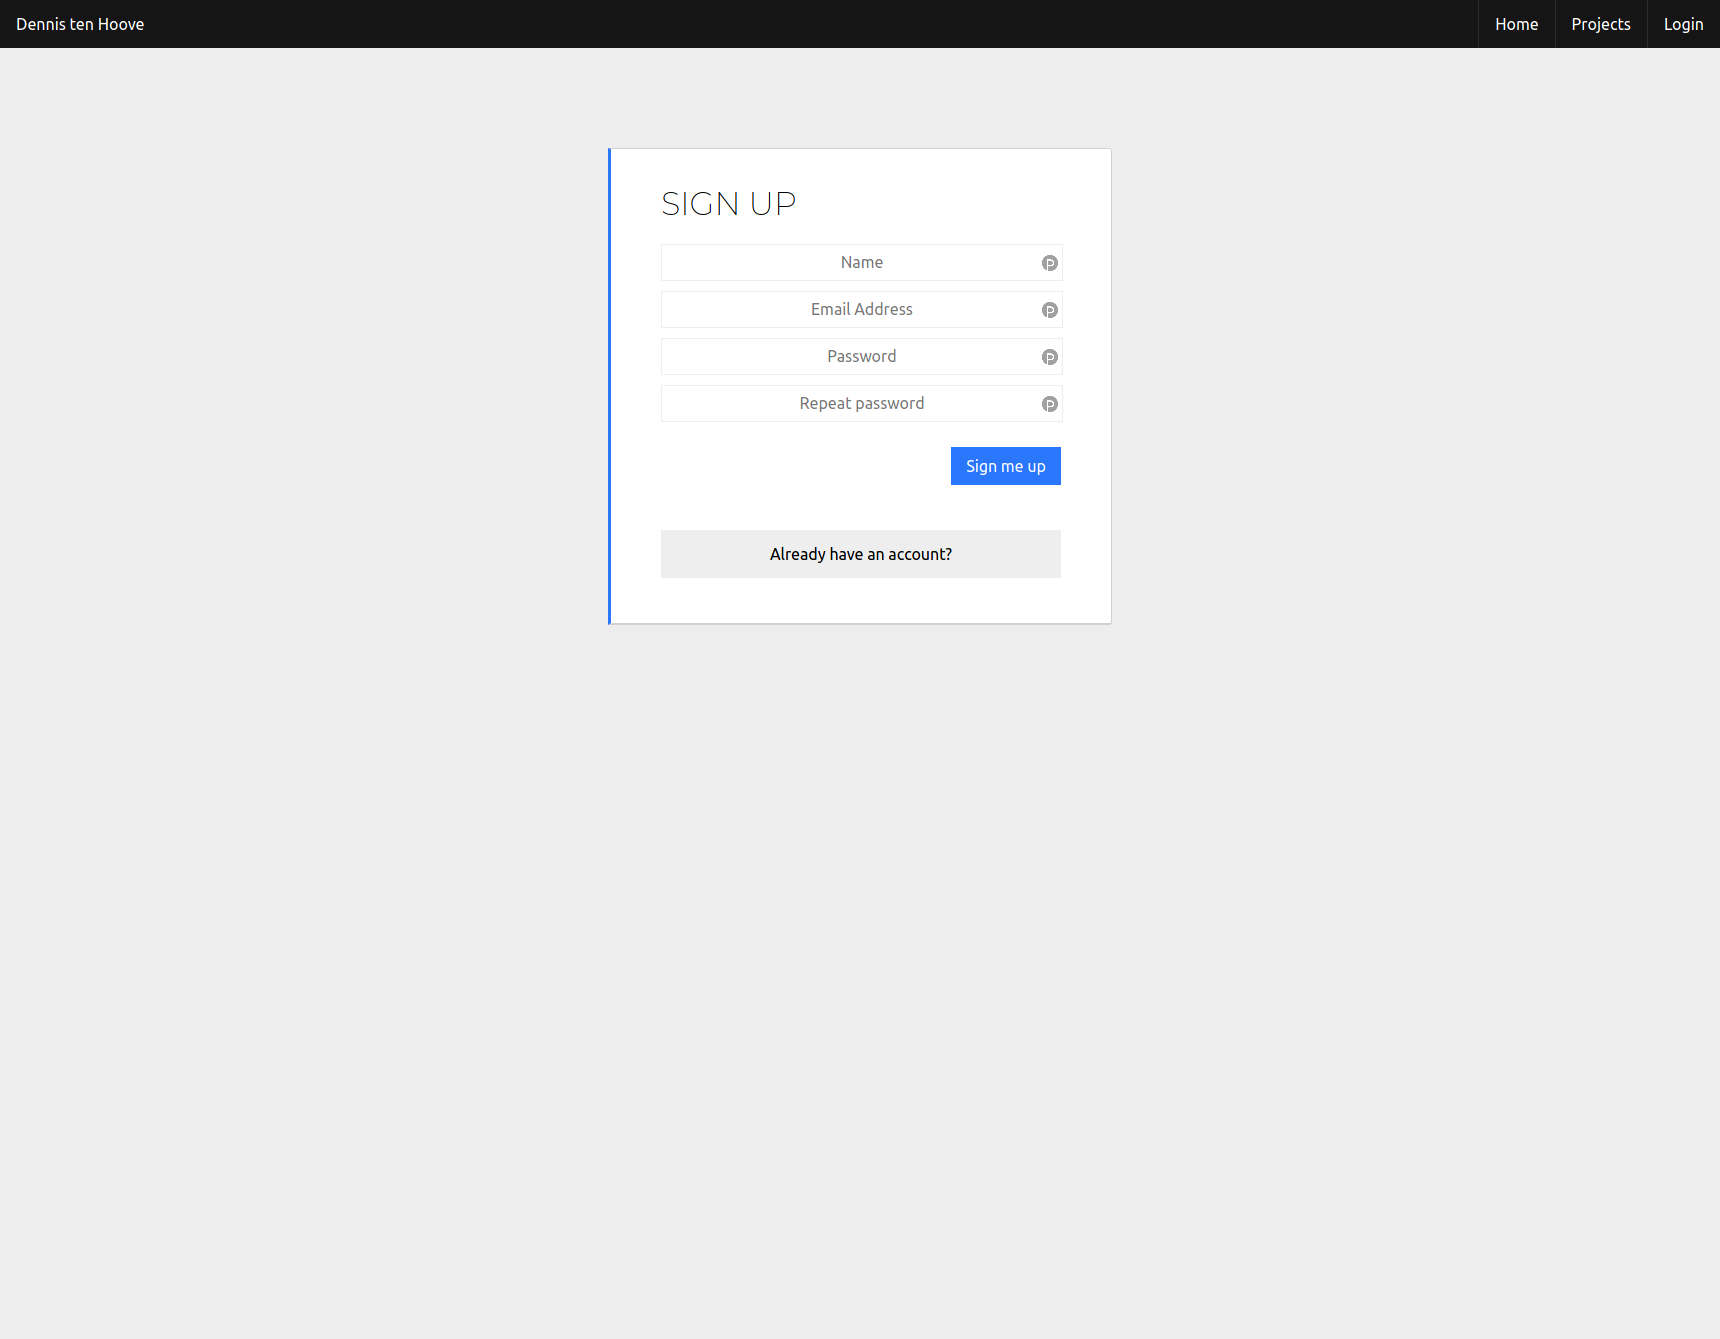 Dennis ten Hoove
Home
Projects
Login
SIGN UP
Name
Email Address
Password
Repeat password
Sign me up
Already have an account?